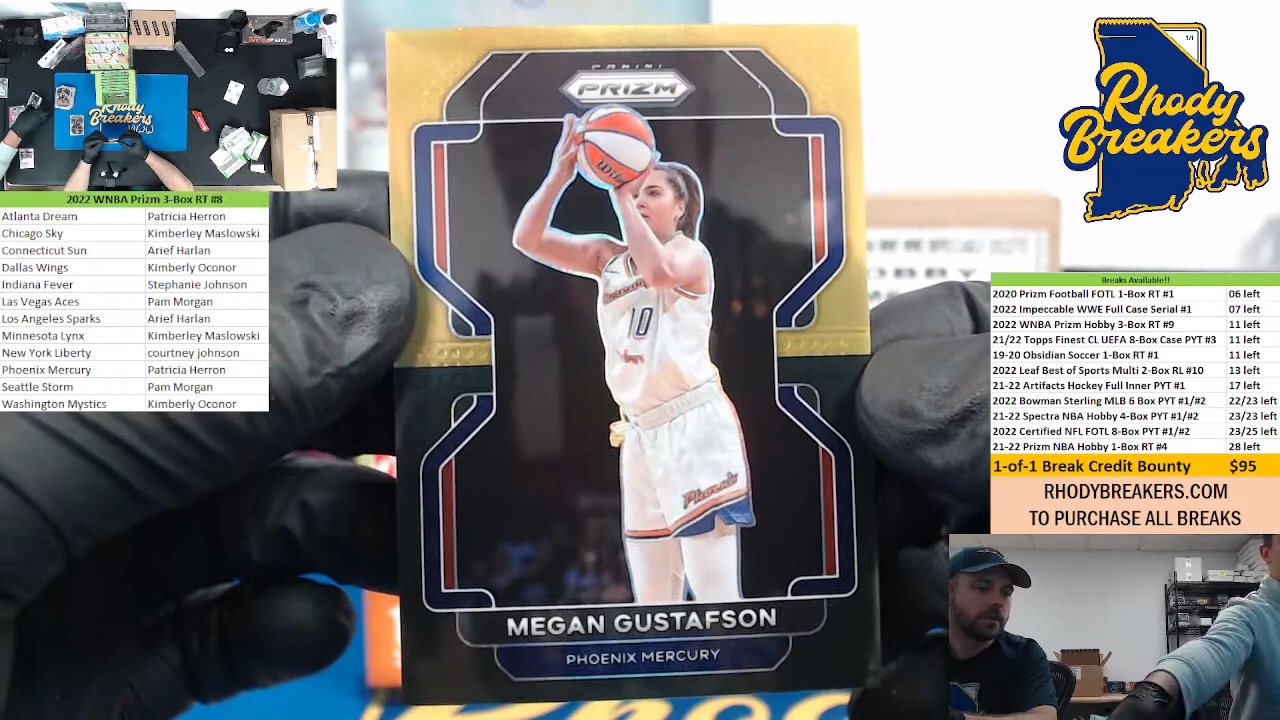 2022 WNBA Prizm 3-Box RT #8
Atlanta Dream Patricia Herron
Chicago Sky Kimberley Maslowski
Connecticut Sun Arief Harlan
Dallas Wings Kimberly Oconor
Indiana Fever Stephanie Johnson
Las Vegas Aces Pam Morgan
Los Angeles Sparks Arief Harlan
Minnesota Lynx Kimberley Maslowski
New York Liberty courtney johnson
Phoenix Mercury Patricia Herron
Seattle Storm Pam Morgan
Washington Mystics Kimberly Oconor
Rhody
Breakers
PANINI
PRIZM
Wilson
10
Phoenix
MEGAN GUSTAFSON
PHOENIX MERCURY
1/1
Rhody
Breakers
Breaks Available!!
2020 Prizm Football FOTL 1-Box RT #1 06 left
2022 Impeccable WWE Full Case Serial #1 07 left
2022 WNBA Prizm Hobby 3-Box RT #9 11 left
21/22 Topps Finest CL UEFA 8-Box Case PYT #3 11 left
19-20 Obsidian Soccer 1-Box RT #1 11 left
2022 Leaf Best of Sports Multi 2-Box RL #10 13 left
21-22 Artifacts Hockey Full Inner PYT #1 17 left
2022 Bowman Sterling MLB 6 Box PYT #1/#2 22/23 left
21-22 Spectra NBA Hobby 4-Box PYT #1/#2 23/23 left
2022 Certified NFL FOTL 8-Box PYT #1/#2 23/25 left
21-22 Prizm NBA Hobby 1-Box RT #4 28 left
1-of-1 Break Credit Bounty $95
RHODYBREAKERS.COM
TO PURCHASE ALL BREAKS